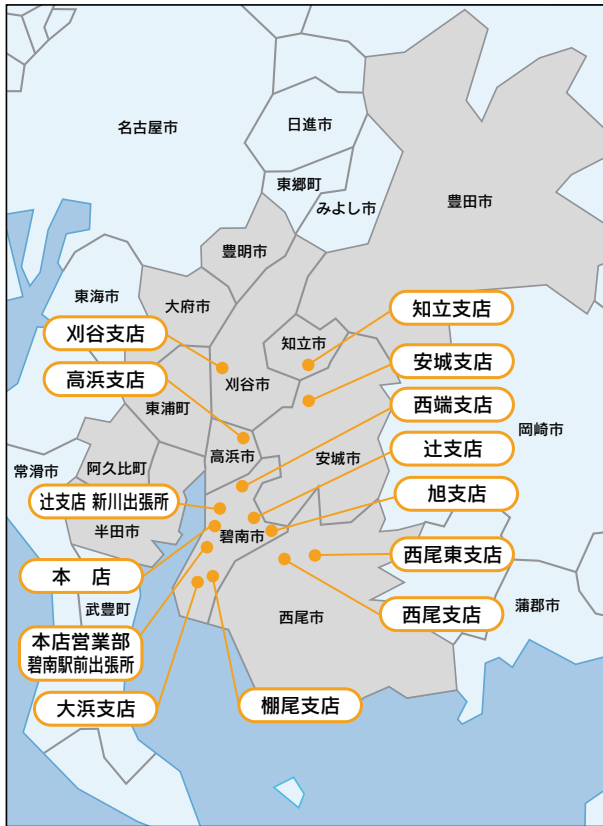 名古屋市
日進市
東郷町
みよし市
豊田市
豊明市
東海市
大府市
刈谷支店
知立支店
知立市
高浜支店
刈谷市
安城支店
東浦町
西端支店
岡崎市
高浜市
安城市
辻支店
常滑市
阿久比町
旭支店
辻支店 新川出張所
半田市
碧南市
西尾東支店
本　店
武豊町
西尾市
西尾支店
蒲郡市
本店営業部
碧南駅前出張所
大浜支店
棚尾支店